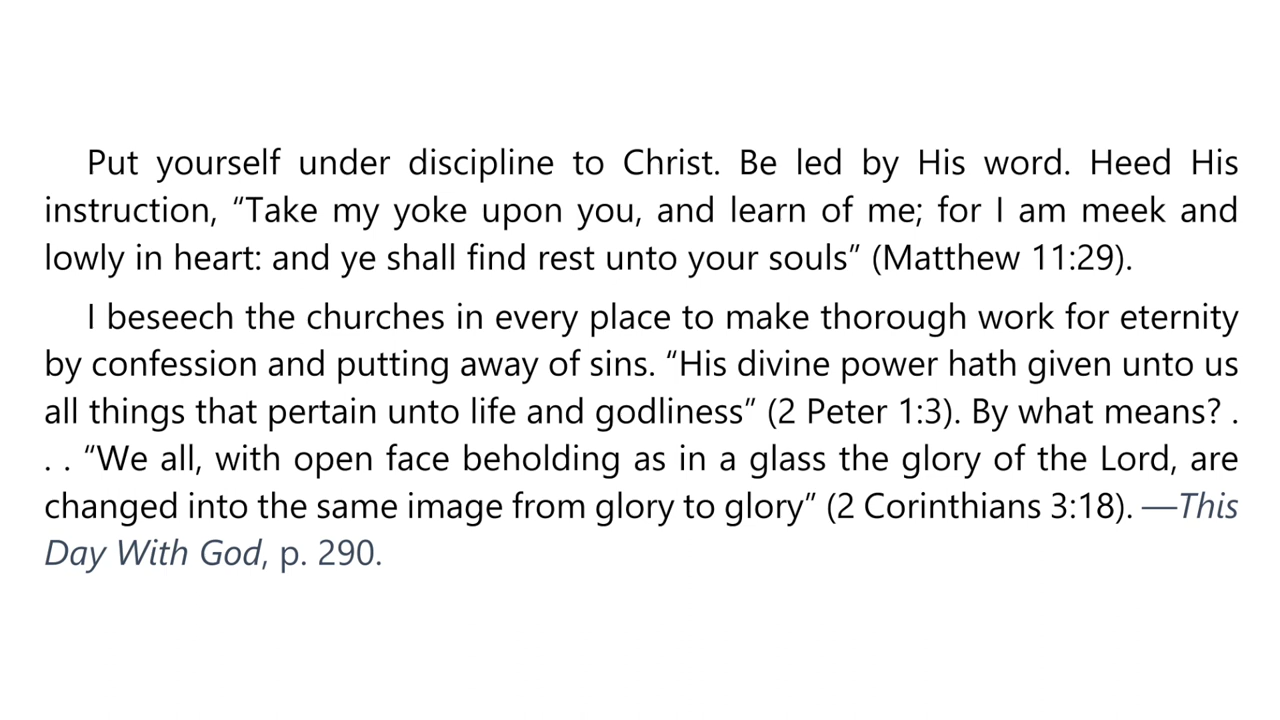 Put yourself under discipline to Christ. Be led by His word. Heed His
instruction, “Take my yoke upon you, and learn of me; for I am meek and
lowly in heart: and ye shall find rest unto your souls” (Matthew 11:29).
I beseech the churches in every place to make thorough work for eternity
by confession and putting away of sins. “His divine power hath given unto us
all things that pertain unto life and godliness” (2 Peter 1:3). By what means? .
. . “We all, with open face beholding as in a glass the glory of the Lord, are
changed into the same image from glory to glory” (2 Corinthians 3:18). —This
Day With God, p. 290.